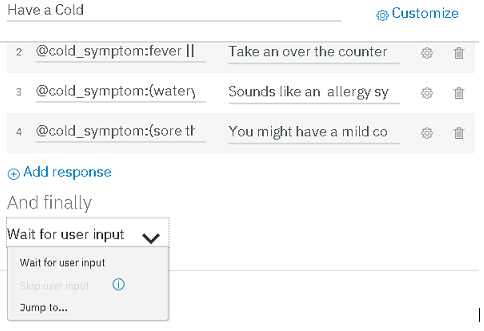 Have a Cold
Customize
2 @cold_symptom:fever || Take an over the counter
3 @cold_symptom:(watery Sounds like an allergy sy
4 @cold_symptom:(sore th You might have a mild co
Add response
And finally
Wait for user input
Wait for user input
Skip user input
Jump to...